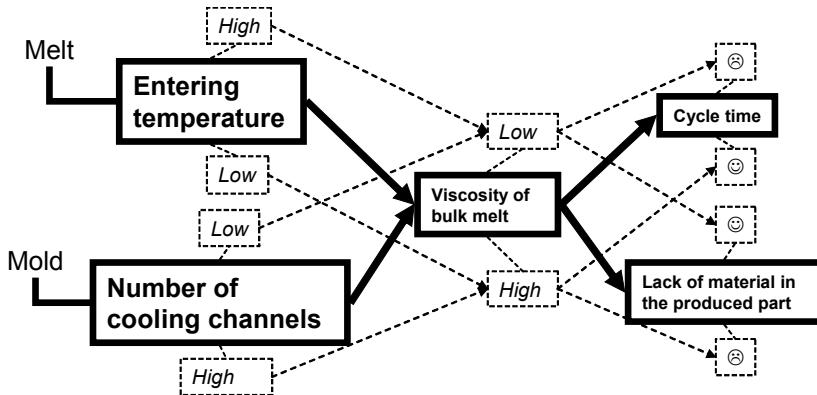 High
Melt
Entering
temperature
☹
Cycle time
Low
Low
☺
Viscosity of
bulk melt
Low
☺
Mold
Number of
cooling channels
High
Lack of material in
the produced part
High
☹